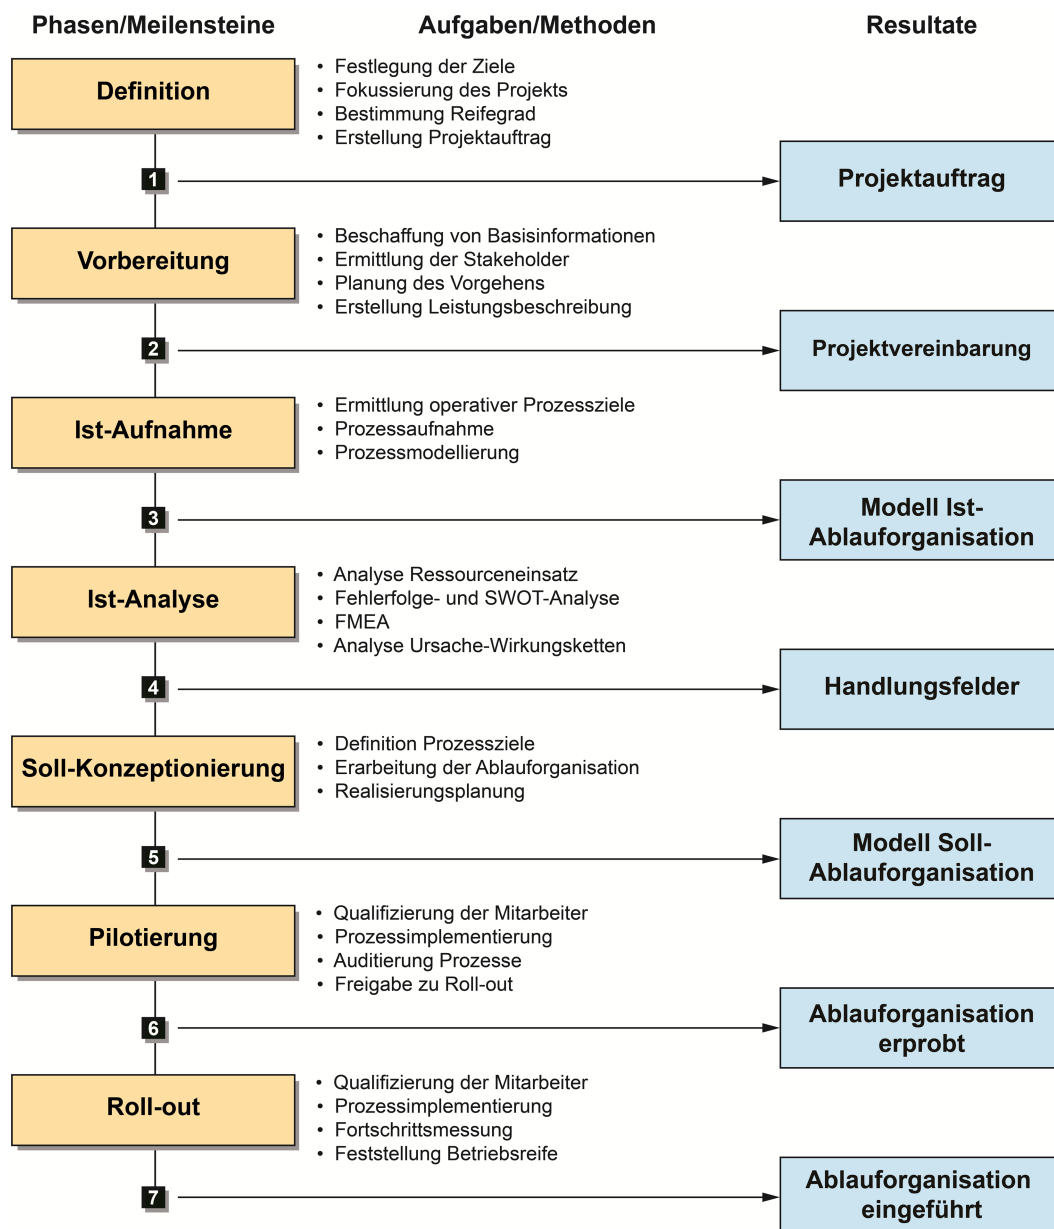 Phasen/Meilensteine
Aufgaben/Methoden
Resultate
Definition
• Festlegung der Ziele
• Fokussierung des Projekts
• Bestimmung Reifegrad
• Erstellung Projektauftrag
1
Projektauftrag
Vorbereitung
• Beschaffung von Basisinformationen
• Ermittlung der Stakeholder
• Planung des Vorgehens
• Erstellung Leistungsbeschreibung
2
Projektvereinbarung
Ist-Aufnahme
• Ermittlung operativer Prozessziele
• Prozessaufnahme
• Prozessmodellierung
3
Modell Ist-
Ablauforganisation
Ist-Analyse
• Analyse Ressourceneinsatz
• Fehlerfolge- und SWOT-Analyse
• FMEA
• Analyse Ursache-Wirkungsketten
4
Handlungsfelder
Soll-Konzeptionierung
• Definition Prozessziele
• Erarbeitung der Ablauforganisation
• Realisierungsplanung
5
Modell Soll-
Ablauforganisation
Pilotierung
• Qualifizierung der Mitarbeiter
• Prozessimplementierung
• Auditierung Prozesse
• Freigabe zu Roll-out
6
Ablauforganisation
erprobt
Roll-out
• Qualifizierung der Mitarbeiter
• Prozessimplementierung
• Fortschrittsmessung
• Feststellung Betriebsreife
7
Ablauforganisation
eingeführt